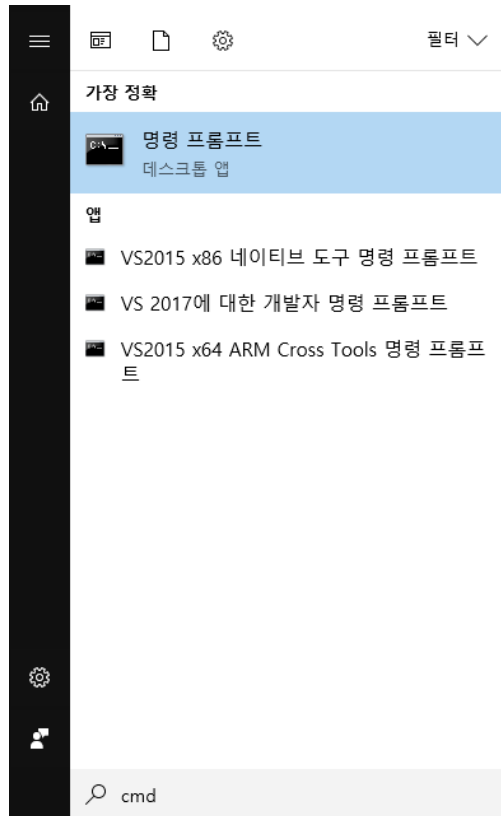 필터
가장 정확
명령 프롬프트
데스크톱 앱
앱
VS2015 x86 네이티브 도구 명령 프롬프트
VS 2017에 대한 개발자 명령 프롬프트
VS2015 x64 ARM Cross Tools 명령 프롬프
트
cmd